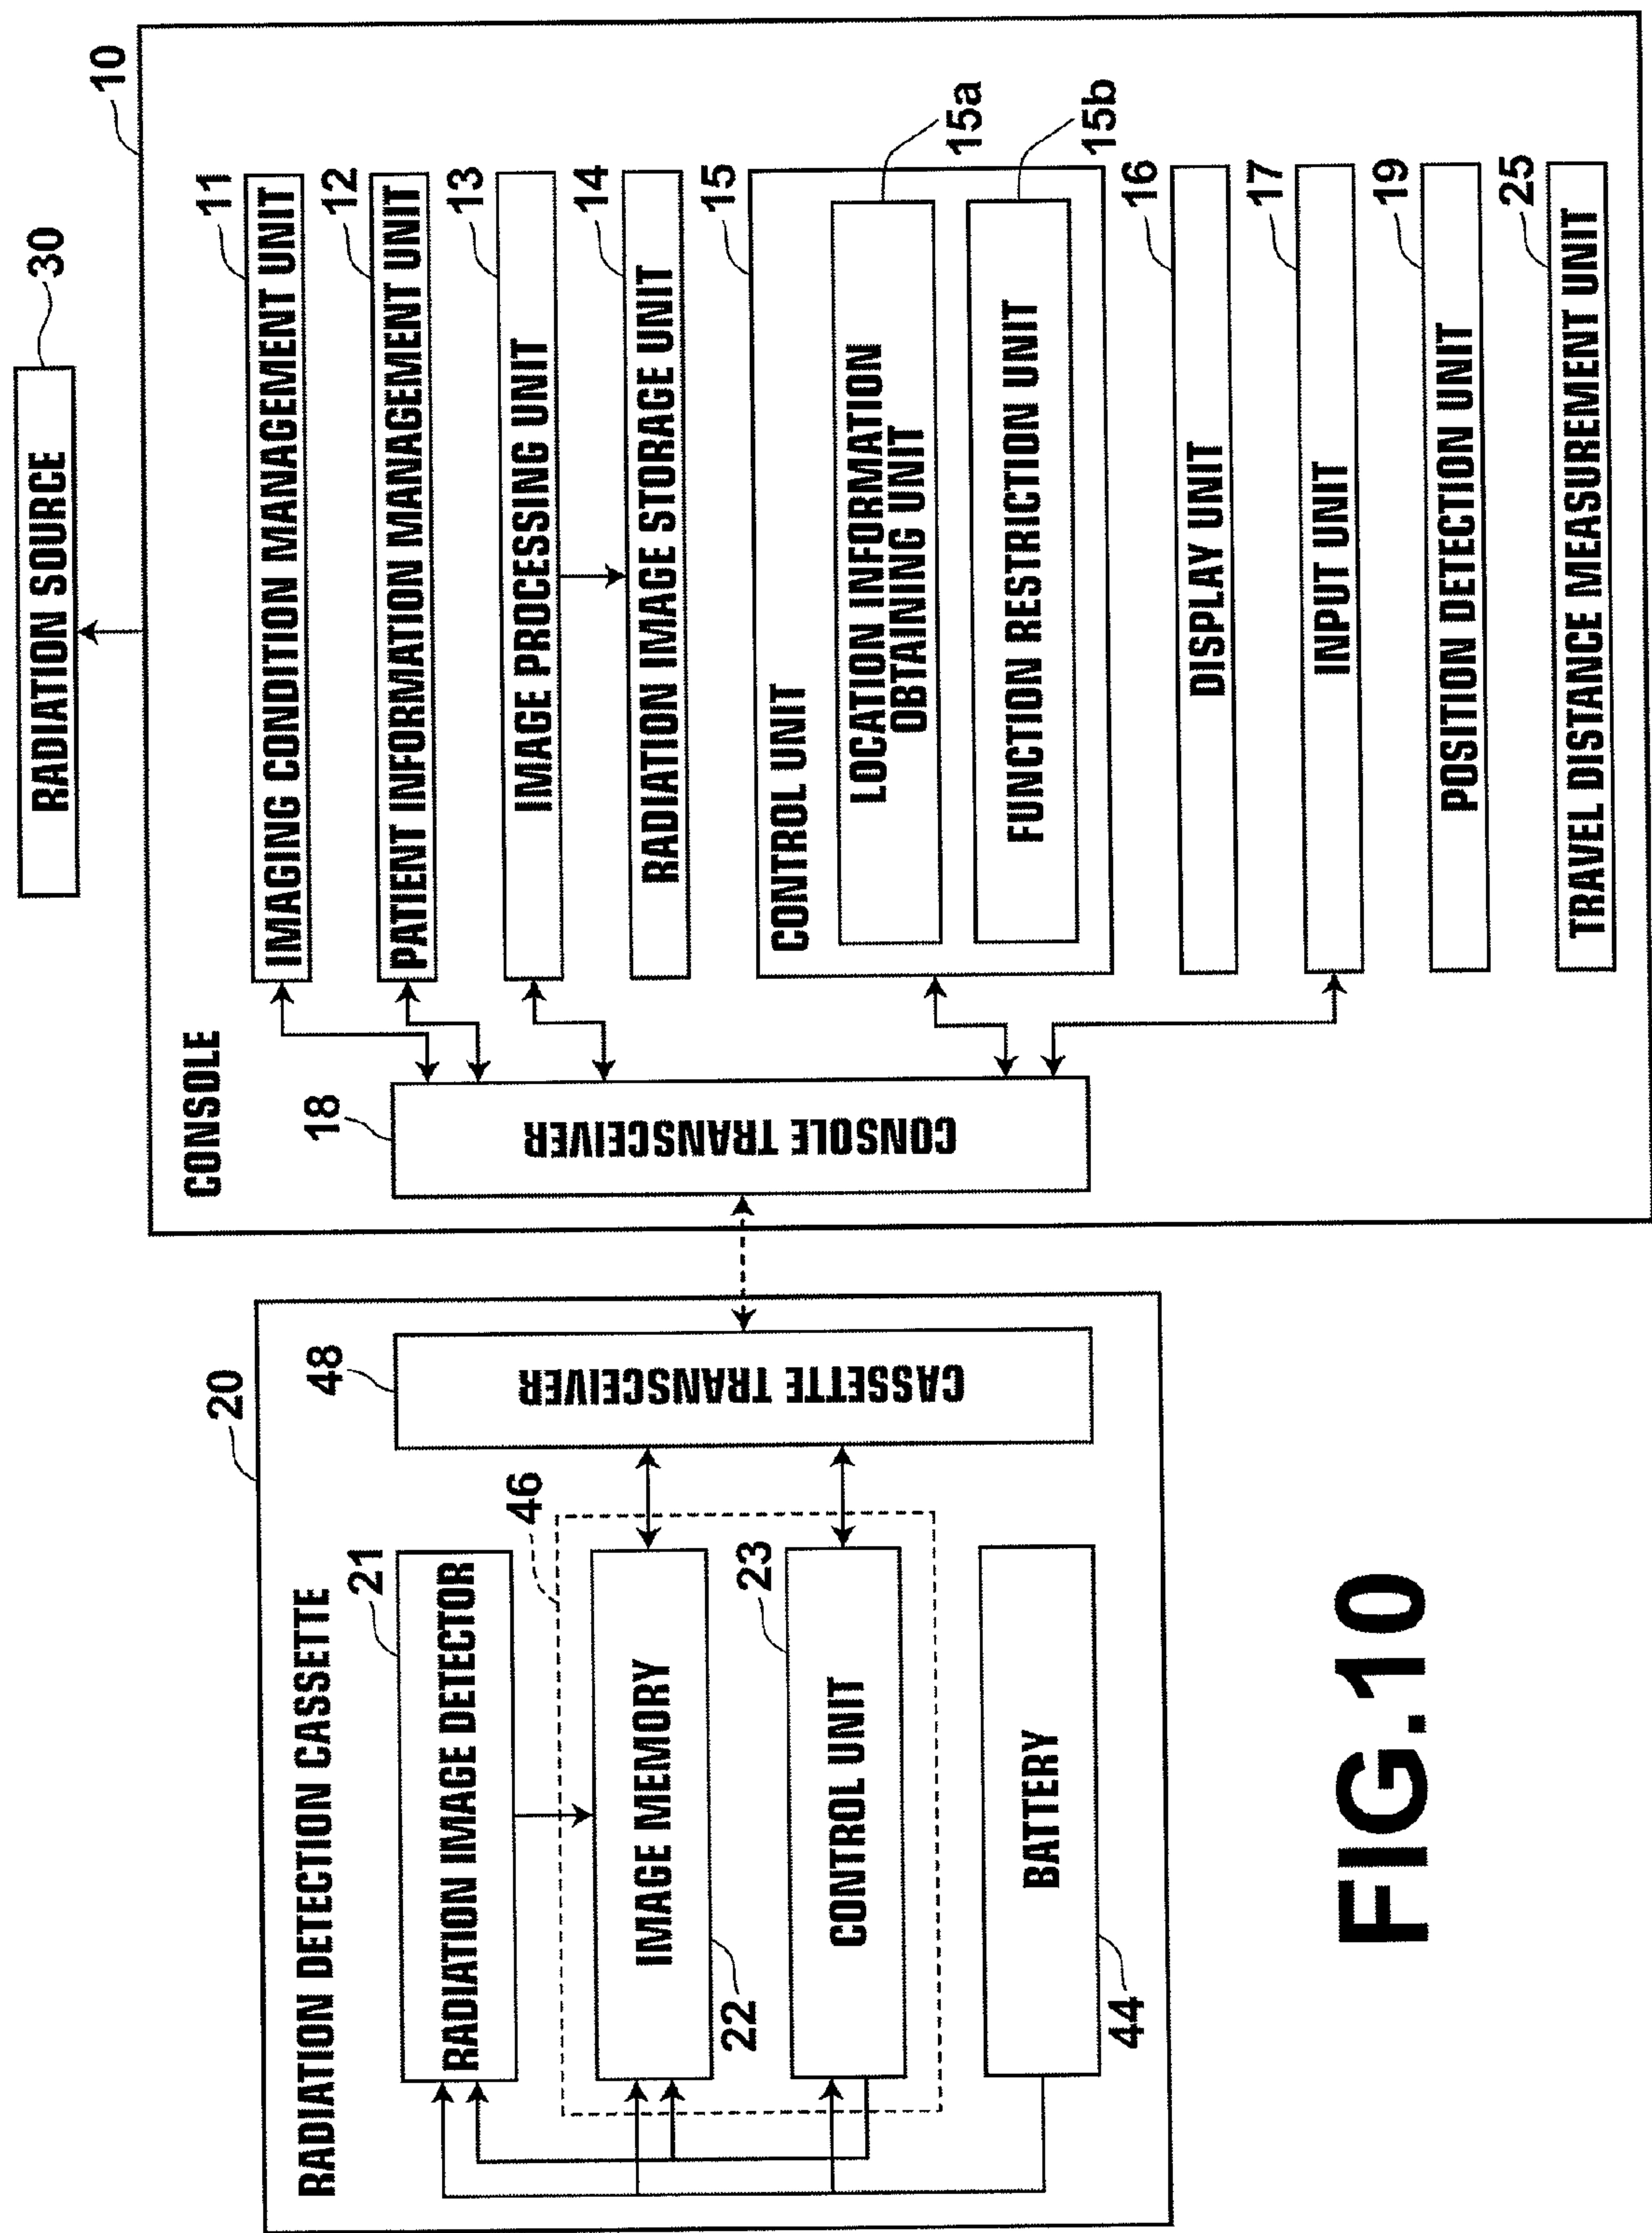 RADIATION SOURCE
30
10
CONSOLE
11
IMAGING CONDITION MANAGEMENT UNIT
12
PATIENT INFORMATION MANAGEMENT UNIT
13
IMAGE PROCESSING UNIT
14
RADIATION IMAGE STORAGE UNIT
15
CONTROL UNIT
LOCATION INFORMATION
OBTAINING UNIT
15a
FUNCTION RESTRICTION UNIT
15b
16
DISPLAY UNIT
17
INPUT UNIT
19
POSITION DETECTION UNIT
25
TRAVEL DISTANCE MEASUREMENT UNIT
18
CONSOLE TRANSCEIVER
20
RADIATION DETECTION CASSETTE
48
CASSETTE TRANSCEIVER
21
RADIATION IMAGE DETECTOR
46
IMAGE MEMORY
22
23
CONTROL UNIT
BATTERY
44
FIG.10